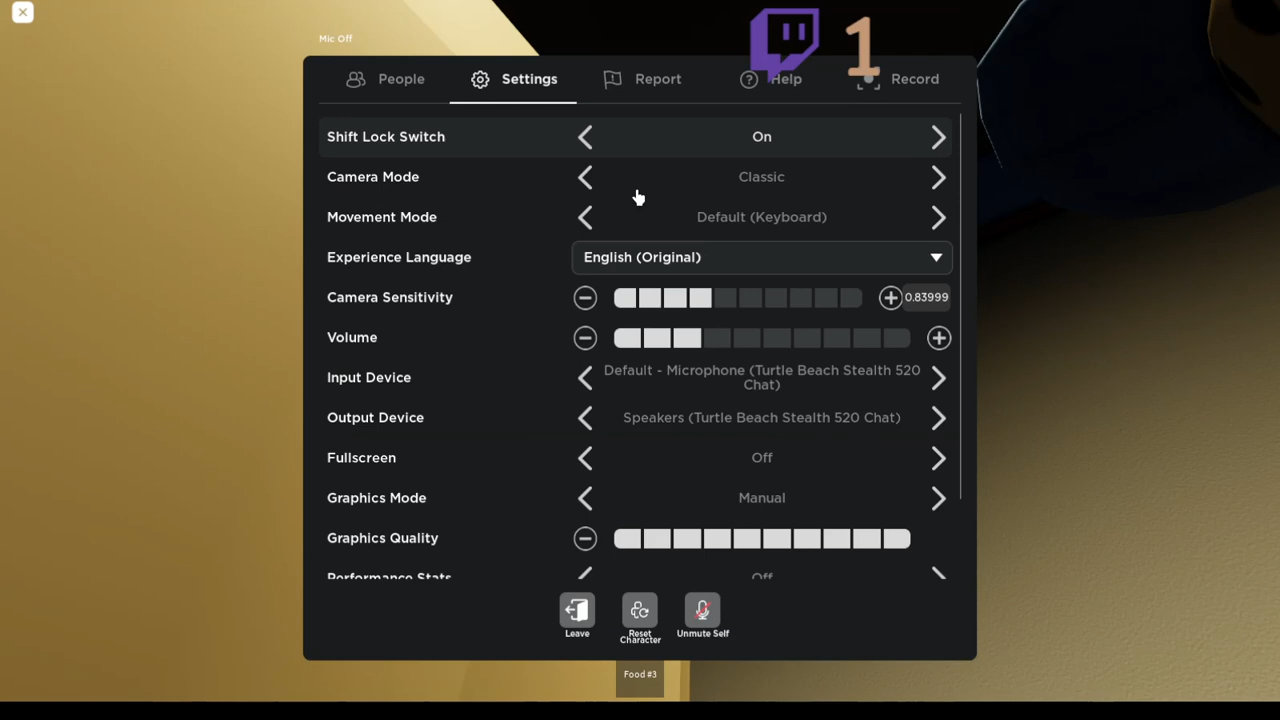 Mic Off
1
People
Settings
Report
Help
Record
Shift Lock Switch
On
Camera Mode
Classic
Movement Mode
Default (Keyboard)
Experience Language
English (Original)
Camera Sensitivity
0.83999
Volume
Input Device
Default - Microphone (Turtle Beach Stealth 520
Chat)
Output Device
Speakers (Turtle Beach Stealth 520 Chat)
Fullscreen
Off
Graphics Mode
Manual
Graphics Quality
Performance Stats
Off
Leave
Reset
Character
Unmute Self
Food #3